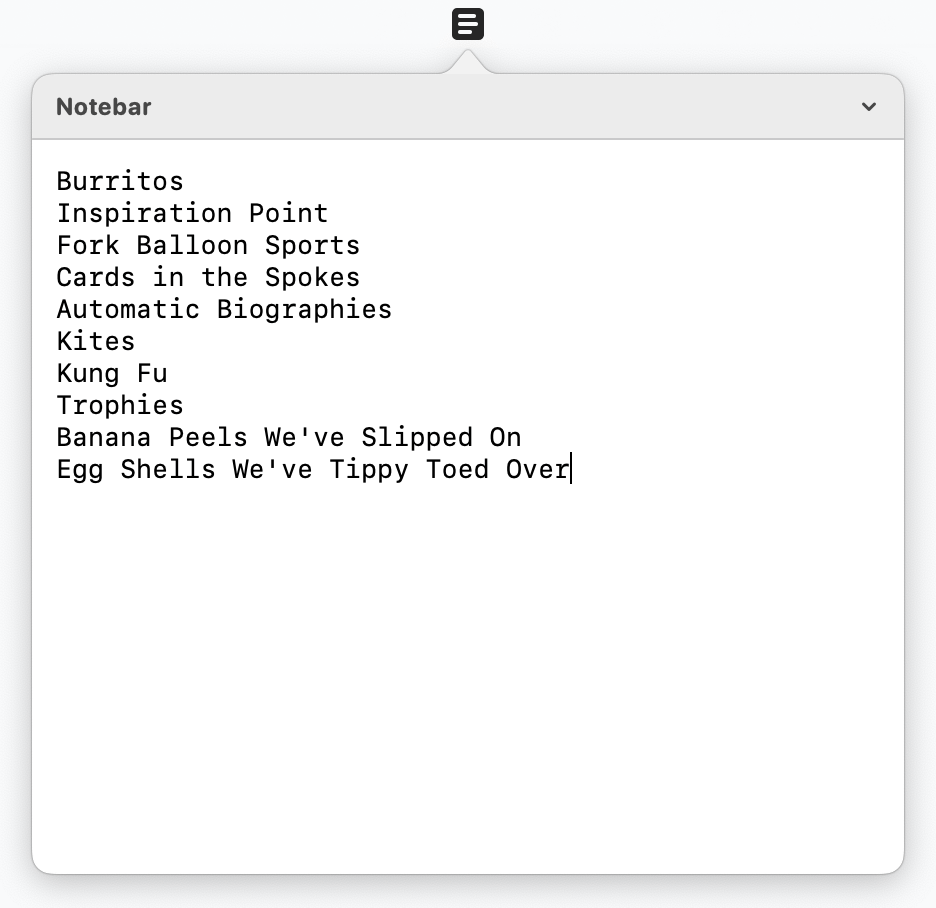 Notebar
Burritos
Inspiration Point
Fork Balloon Sports
Cards in the Spokes
Automatic Biographies
Kites
Kung Fu
Trophies
Banana Peels We've Slipped On
Egg Shells We've Tippy Toed Over